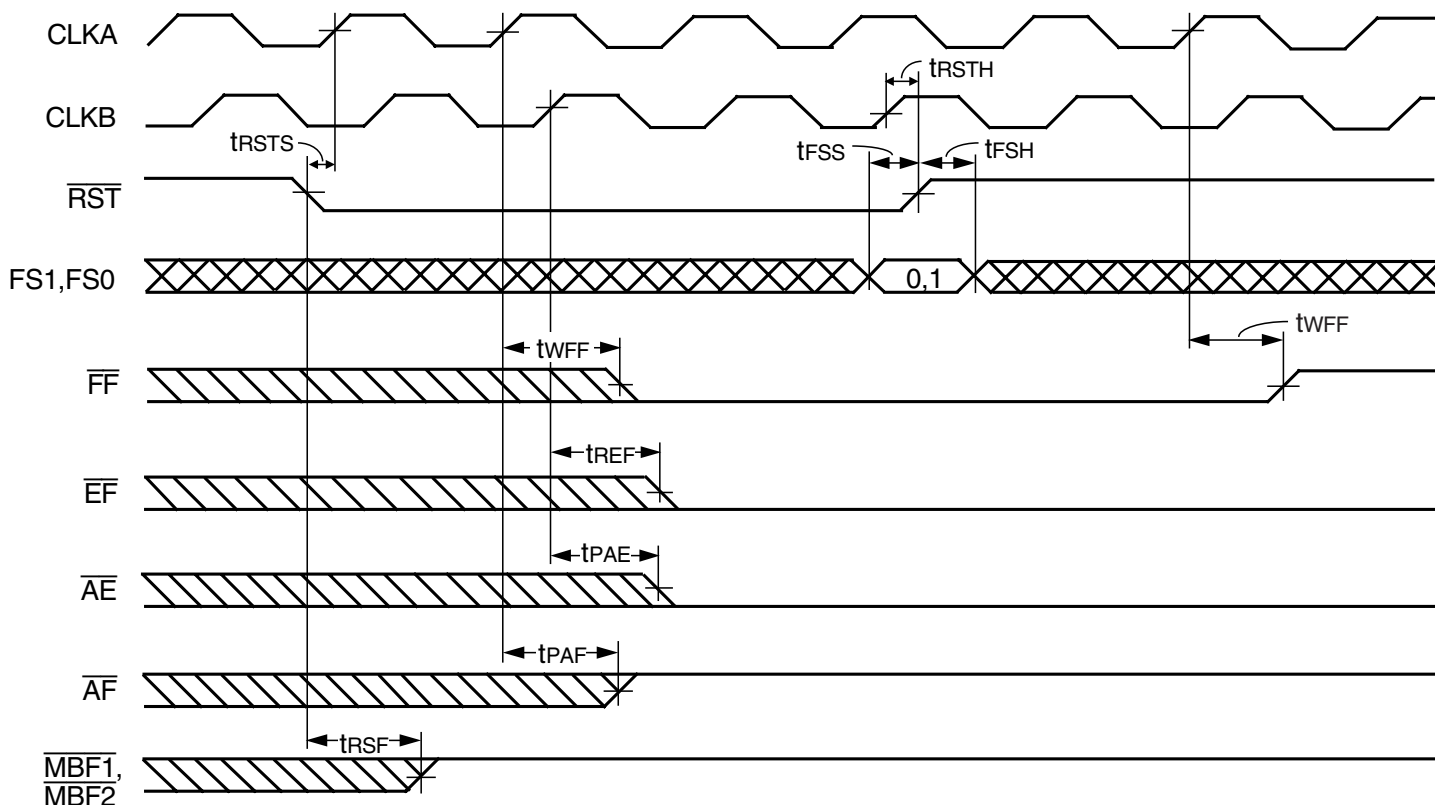 CLKA
tRSTH
CLKB
tRSTS
tFSS
tFSH
RST
FS1,FS0
0,1
tWFF
tWFF
FF
tREF
EF
tPAE
AE
tPAF
AF
tRSF
MBF1,
MBF2